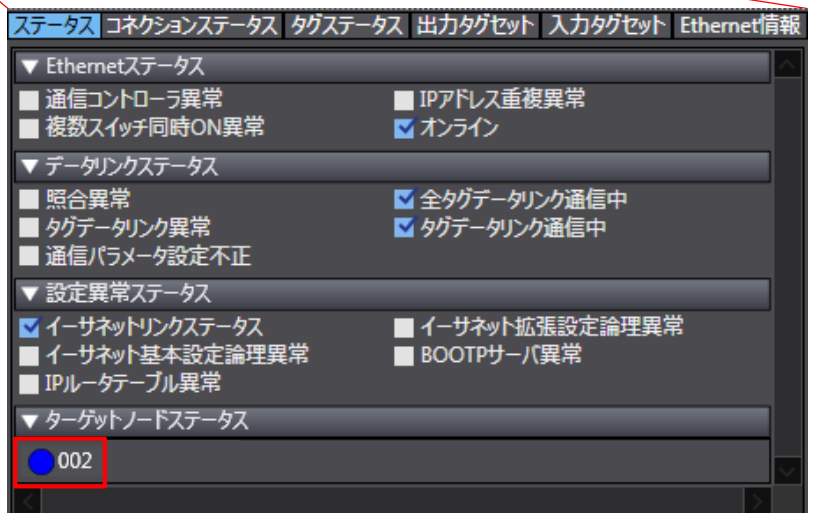 ステータス コネクションステータス タグステータス 出力タグセット 入力タグセット Ethernet情報
▼ Ethernetステータス
通信コントローラ異常 IPアドレス重複異常
複数スイッチ同時ON異常 オンライン
▼ データリンクステータス
照合異常 全タグデータリンク通信中
タグデータリンク異常 タグデータリンク通信中
通信パラメータ設定不正
▼ 設定異常ステータス
イーサネットリンクステータス イーサネット拡張設定論理異常
イーサネット基本設定論理異常 BOOTPサーバ異常
IPルータテーブル異常
▼ ターゲットノードステータス
002